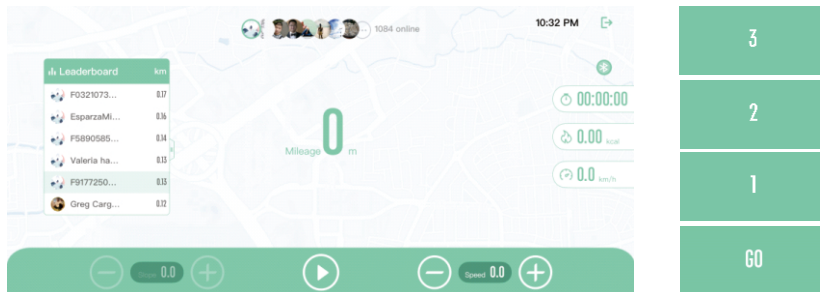 1084 online
10:32 PM
Leaderboard km
F0321073... 0.17
EsparzaMi... 0.16
F5890585... 0.14
Valeria ha... 0.13
F9177250... 0.13
Greg Carg... 0.12
Mileage 0 m
00:00:00
0.00 kcal
0.0 km/h
Slope 0.0
Speed 0.0
3
2
1
GO